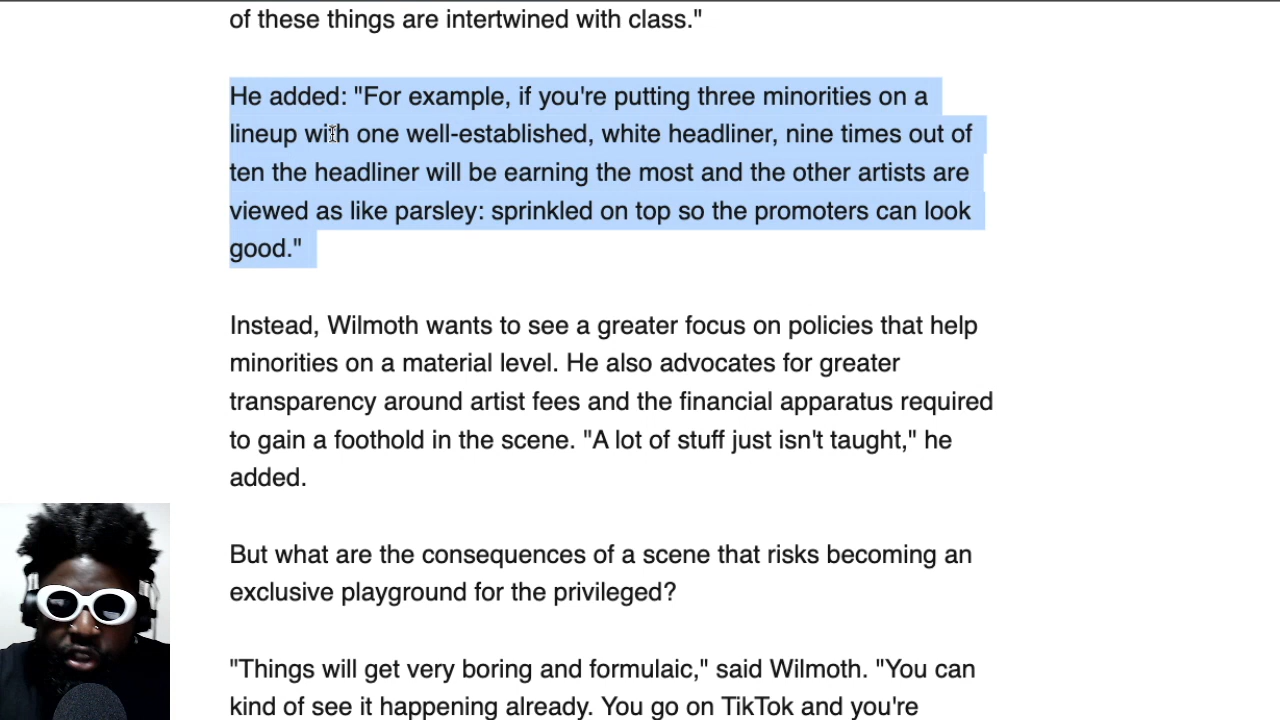 of these things are intertwined with class."
He added: "For example, if you're putting three minorities on a
lineup with one well-established, white headliner, nine times out of
ten the headliner will be earning the most and the other artists are
viewed as like parsley: sprinkled on top so the promoters can look
good."
Instead, Wilmoth wants to see a greater focus on policies that help
minorities on a material level. He also advocates for greater
transparency around artist fees and the financial apparatus required
to gain a foothold in the scene. "A lot of stuff just isn't taught," he
added.
But what are the consequences of a scene that risks becoming an
exclusive playground for the privileged?
"Things will get very boring and formulaic," said Wilmoth. "You can
kind of see it happening already. You go on TikTok and you're